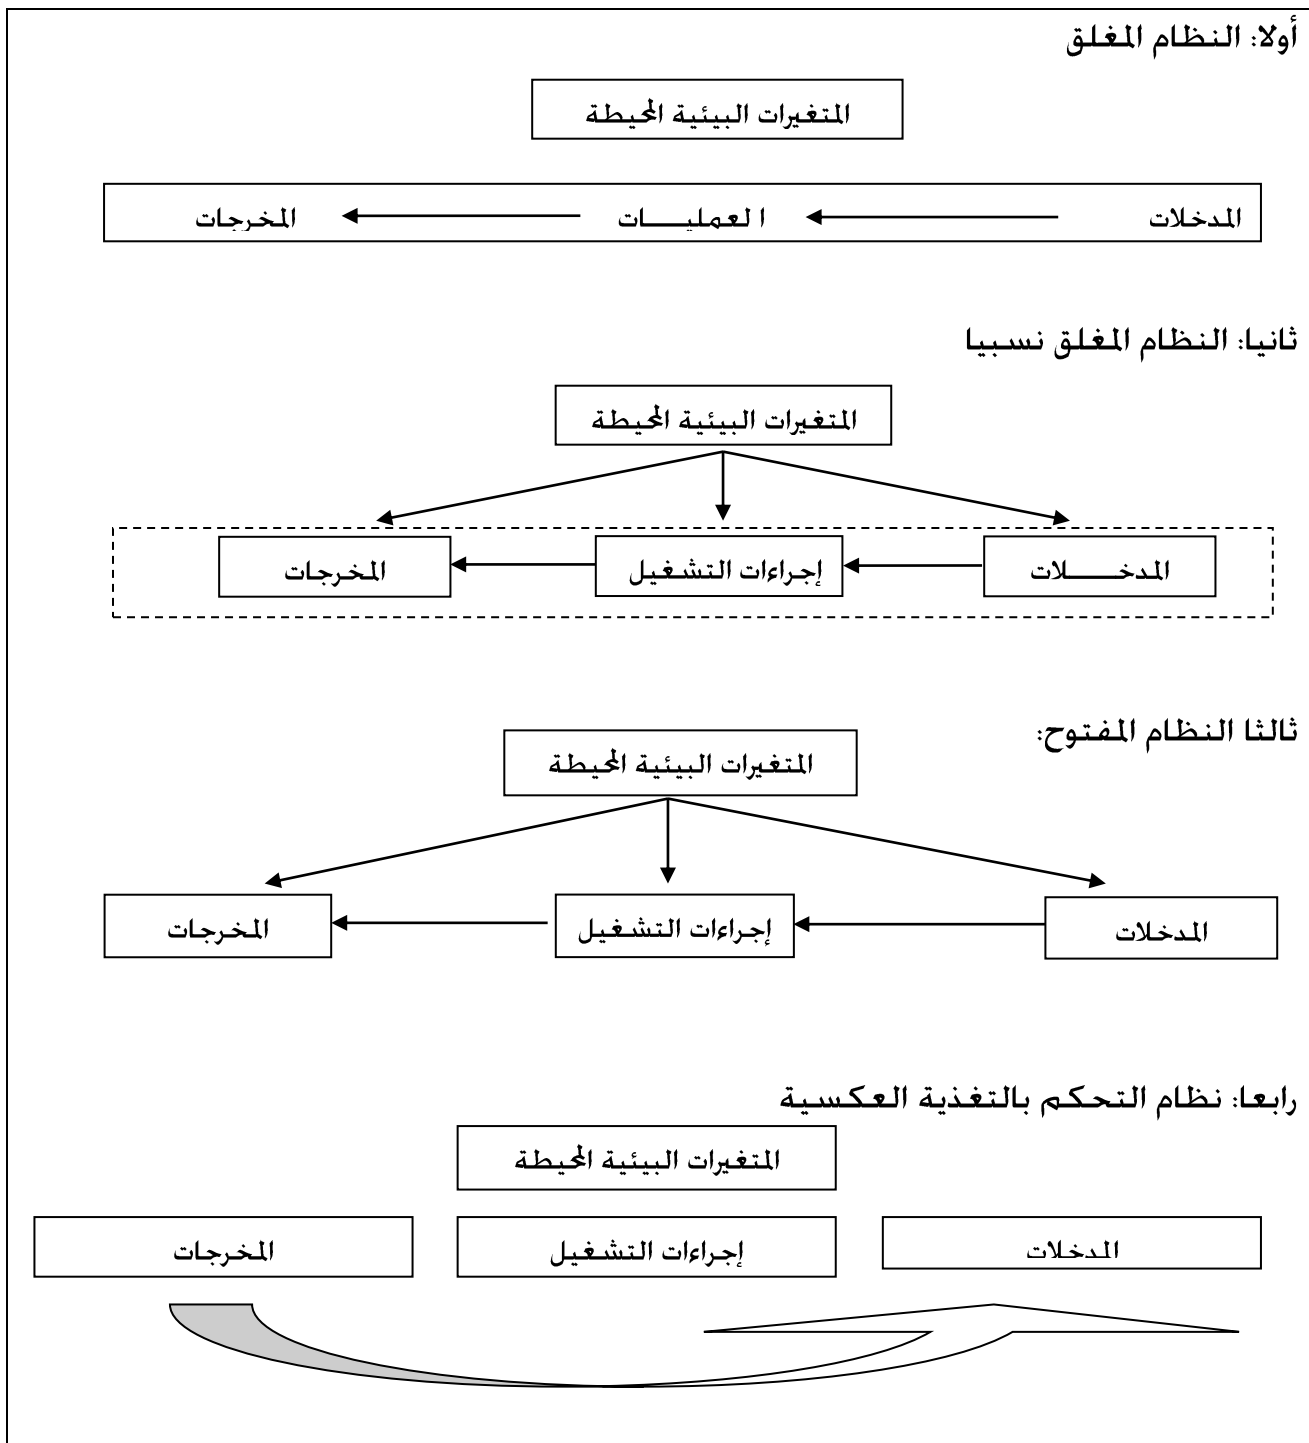 أولا: النظام المغلق
المتغيرات البيئية المحيطة
المدخلات العمليـــات المخرجات
ثانيا: النظام المغلق نسبيا
المتغيرات البيئية المحيطة
المدخـــلات إجراءات التشغيل المخرجات
ثالثا النظام المفتوح:
المتغيرات البيئية المحيطة
المدخلات إجراءات التشغيل المخرجات
رابعا: نظام التحكم بالتغذية العكسية
المتغيرات البيئية المحيطة
المدخلات إجراءات التشغيل المخرجات